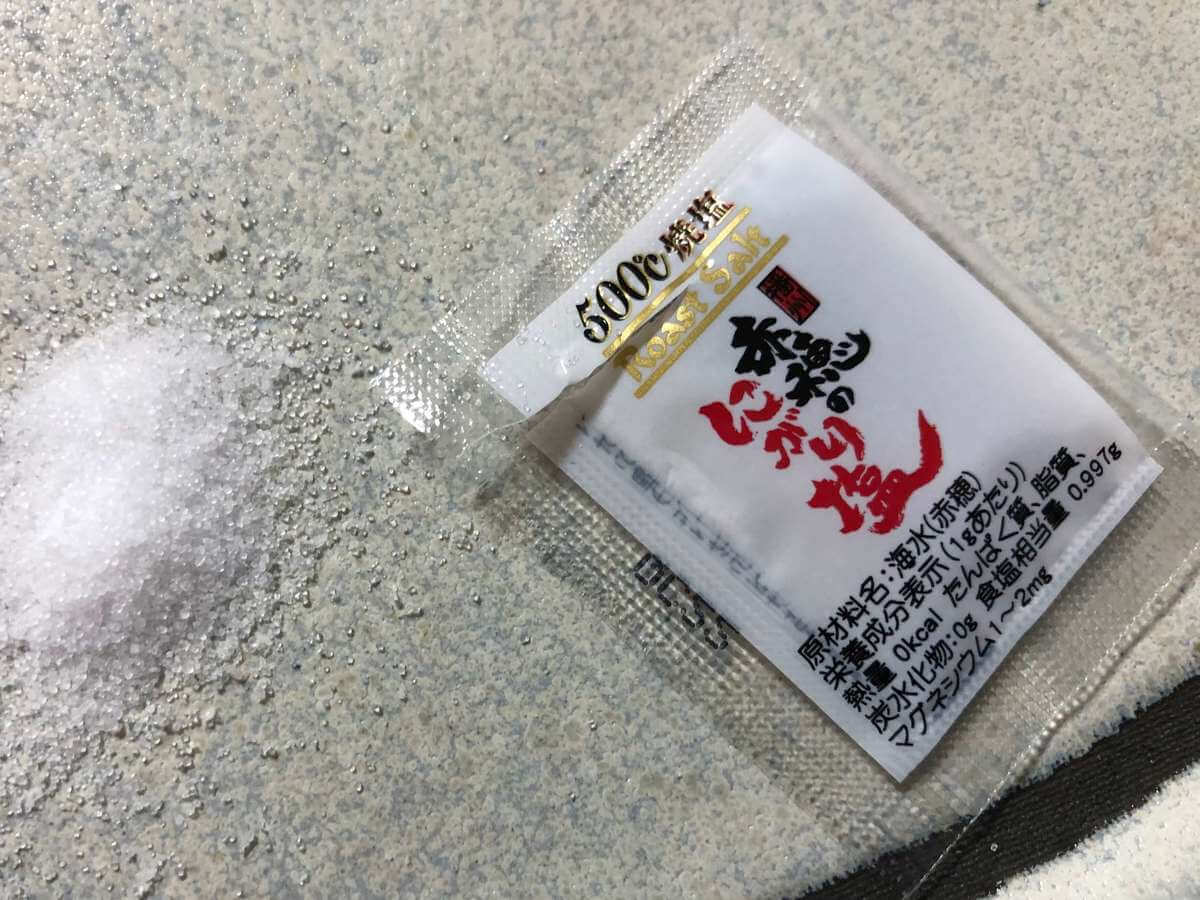 500℃焼塩
Roast Salt
赤穂の
にがり
塩
原材料名：海水(赤穂)
栄養成分表示(1gあたり)
熱量 0kcal たんぱく質、脂質、
炭水化物：0g 食塩相当量 0.997g
マグネシウム1～2mg